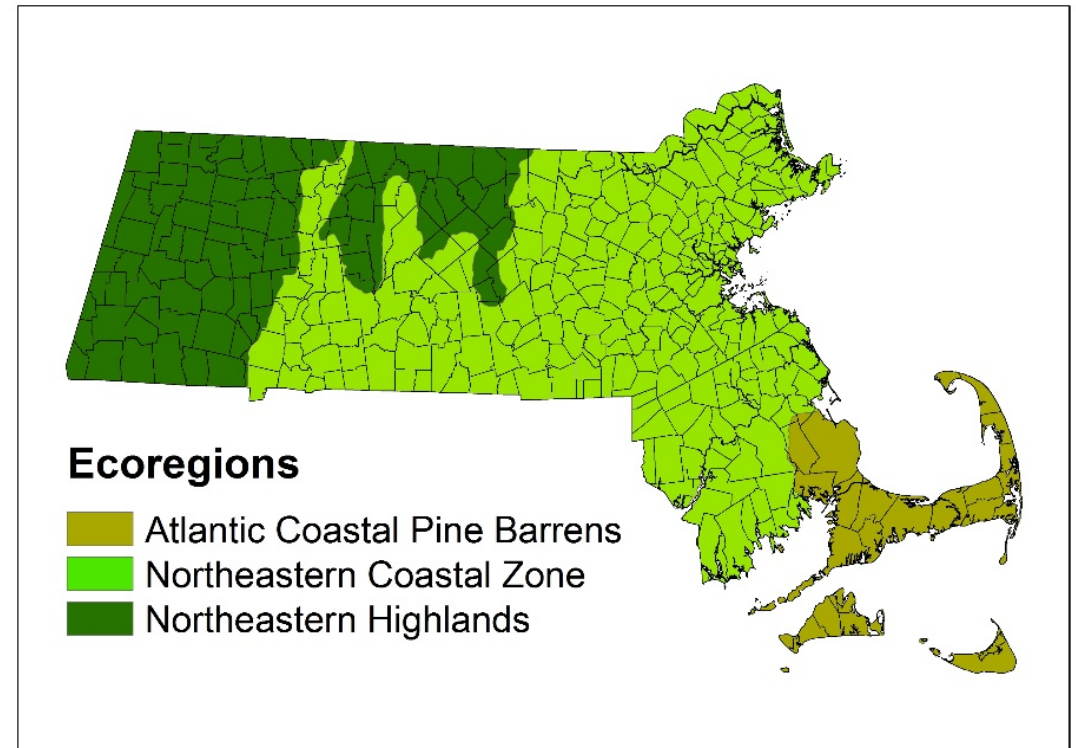 Ecoregions
Atlantic Coastal Pine Barrens
Northeastern Coastal Zone
Northeastern Highlands